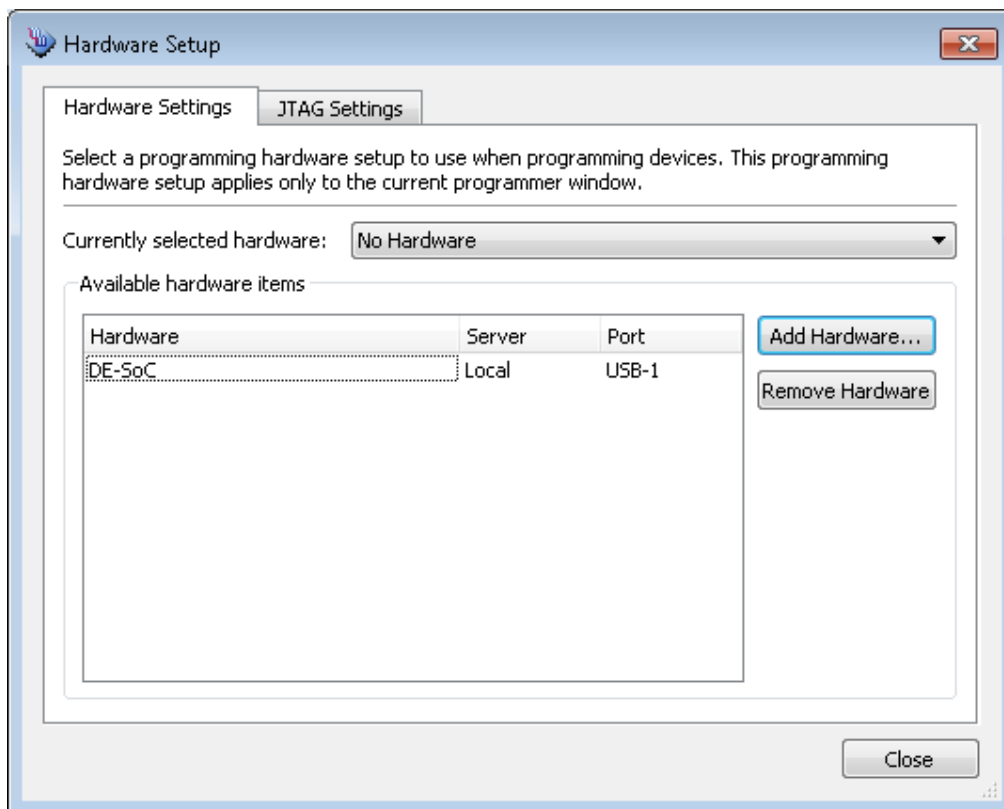 Hardware Setup
Hardware Settings
JTAG Settings
Select a programming hardware setup to use when programming devices. This programming
hardware setup applies only to the current programmer window.
Currently selected hardware:
No Hardware
Available hardware items
Hardware Server Port
DE-SoC Local USB-1
Add Hardware...
Remove Hardware
Close